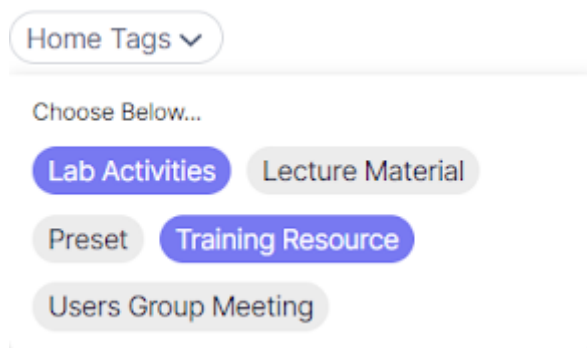 Home Tags
Choose Below...
Lab Activities Lecture Material
Preset Training Resource
Users Group Meeting